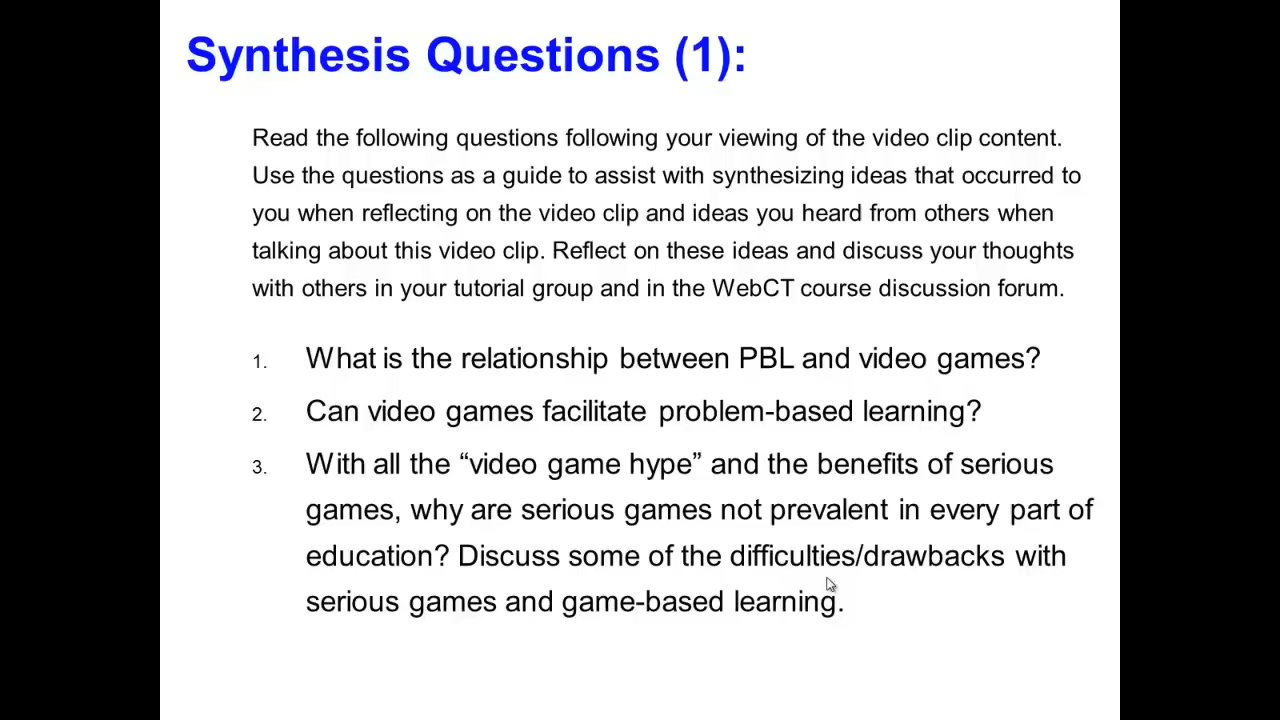 Synthesis Questions (1):
Read the following questions following your viewing of the video clip content.
Use the questions as a guide to assist with synthesizing ideas that occurred to
you when reflecting on the video clip and ideas you heard from others when
talking about this video clip. Reflect on these ideas and discuss your thoughts
with others in your tutorial group and in the WebCT course discussion forum.
1. What is the relationship between PBL and video games?
2. Can video games facilitate problem-based learning?
3. With all the “video game hype” and the benefits of serious
games, why are serious games not prevalent in every part of
education? Discuss some of the difficulties/drawbacks with
serious games and game-based learning.